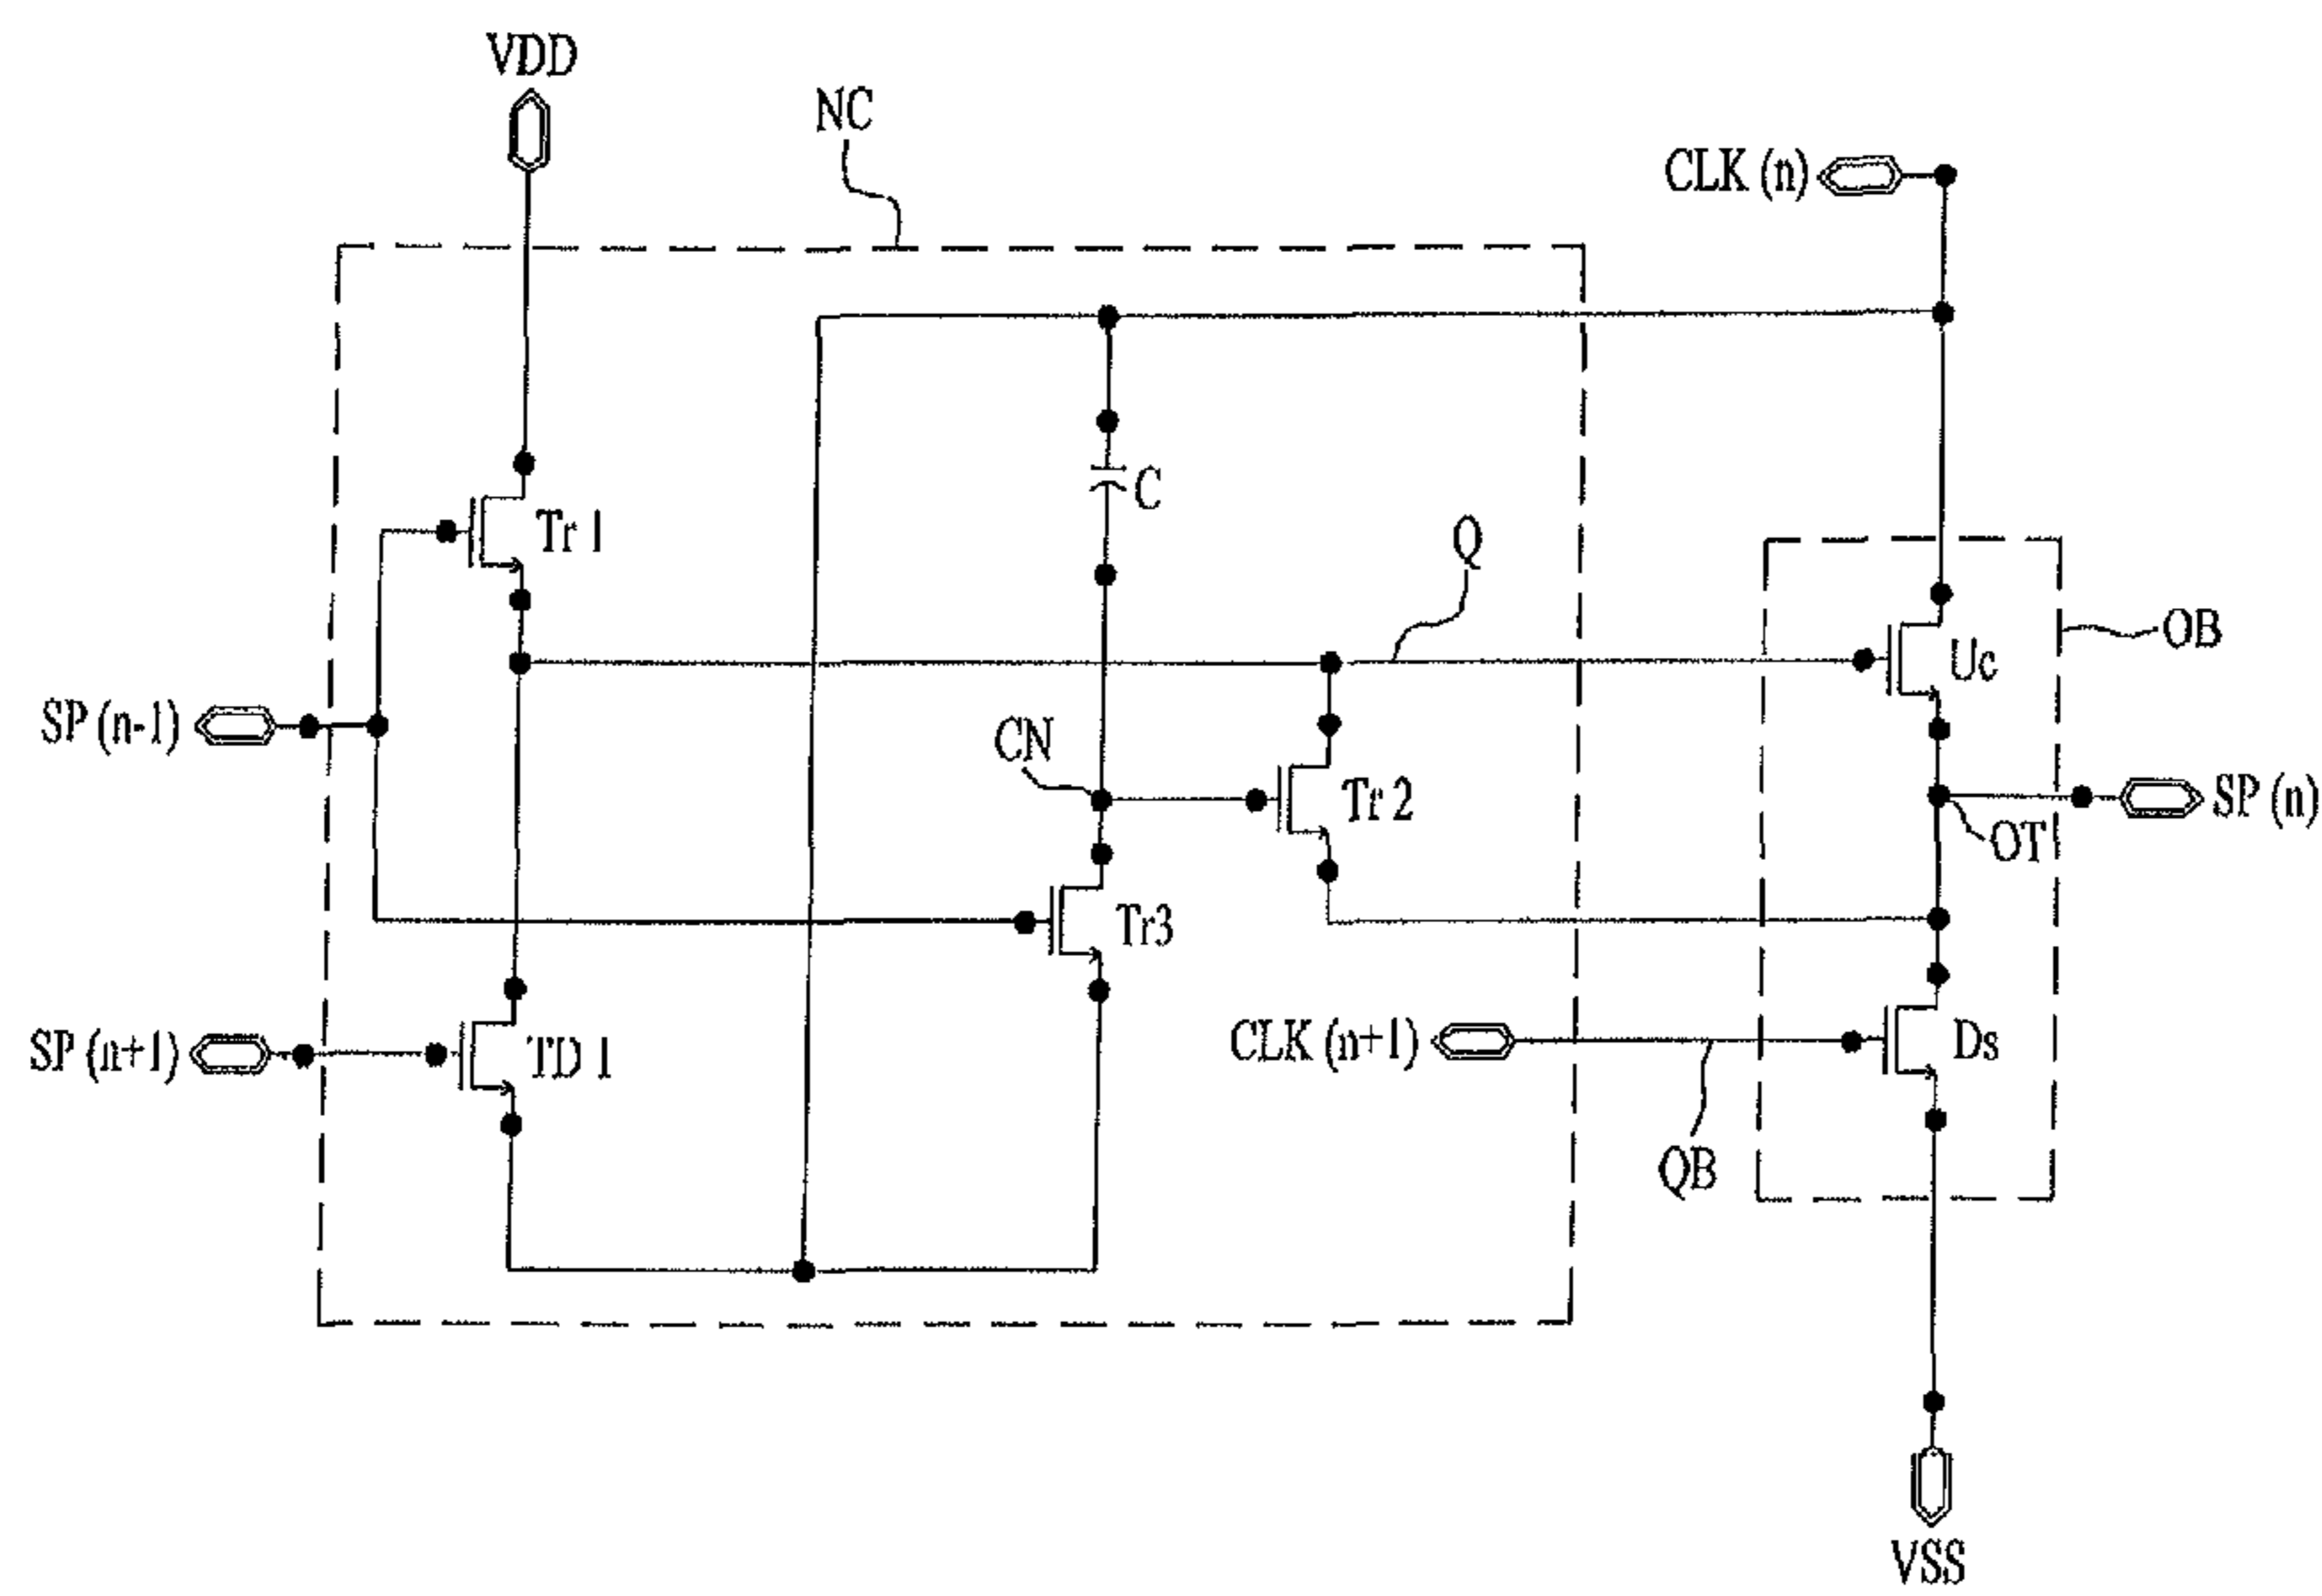 VDD
NC
CLK (n)
Tr 1
C
Q
OB
Uc
SP (n-1)
CN
Tr 2
SP (n)
OT
Tr3
SP (n+1)
TD 1
CLK (n+1)
Ds
QB
VSS